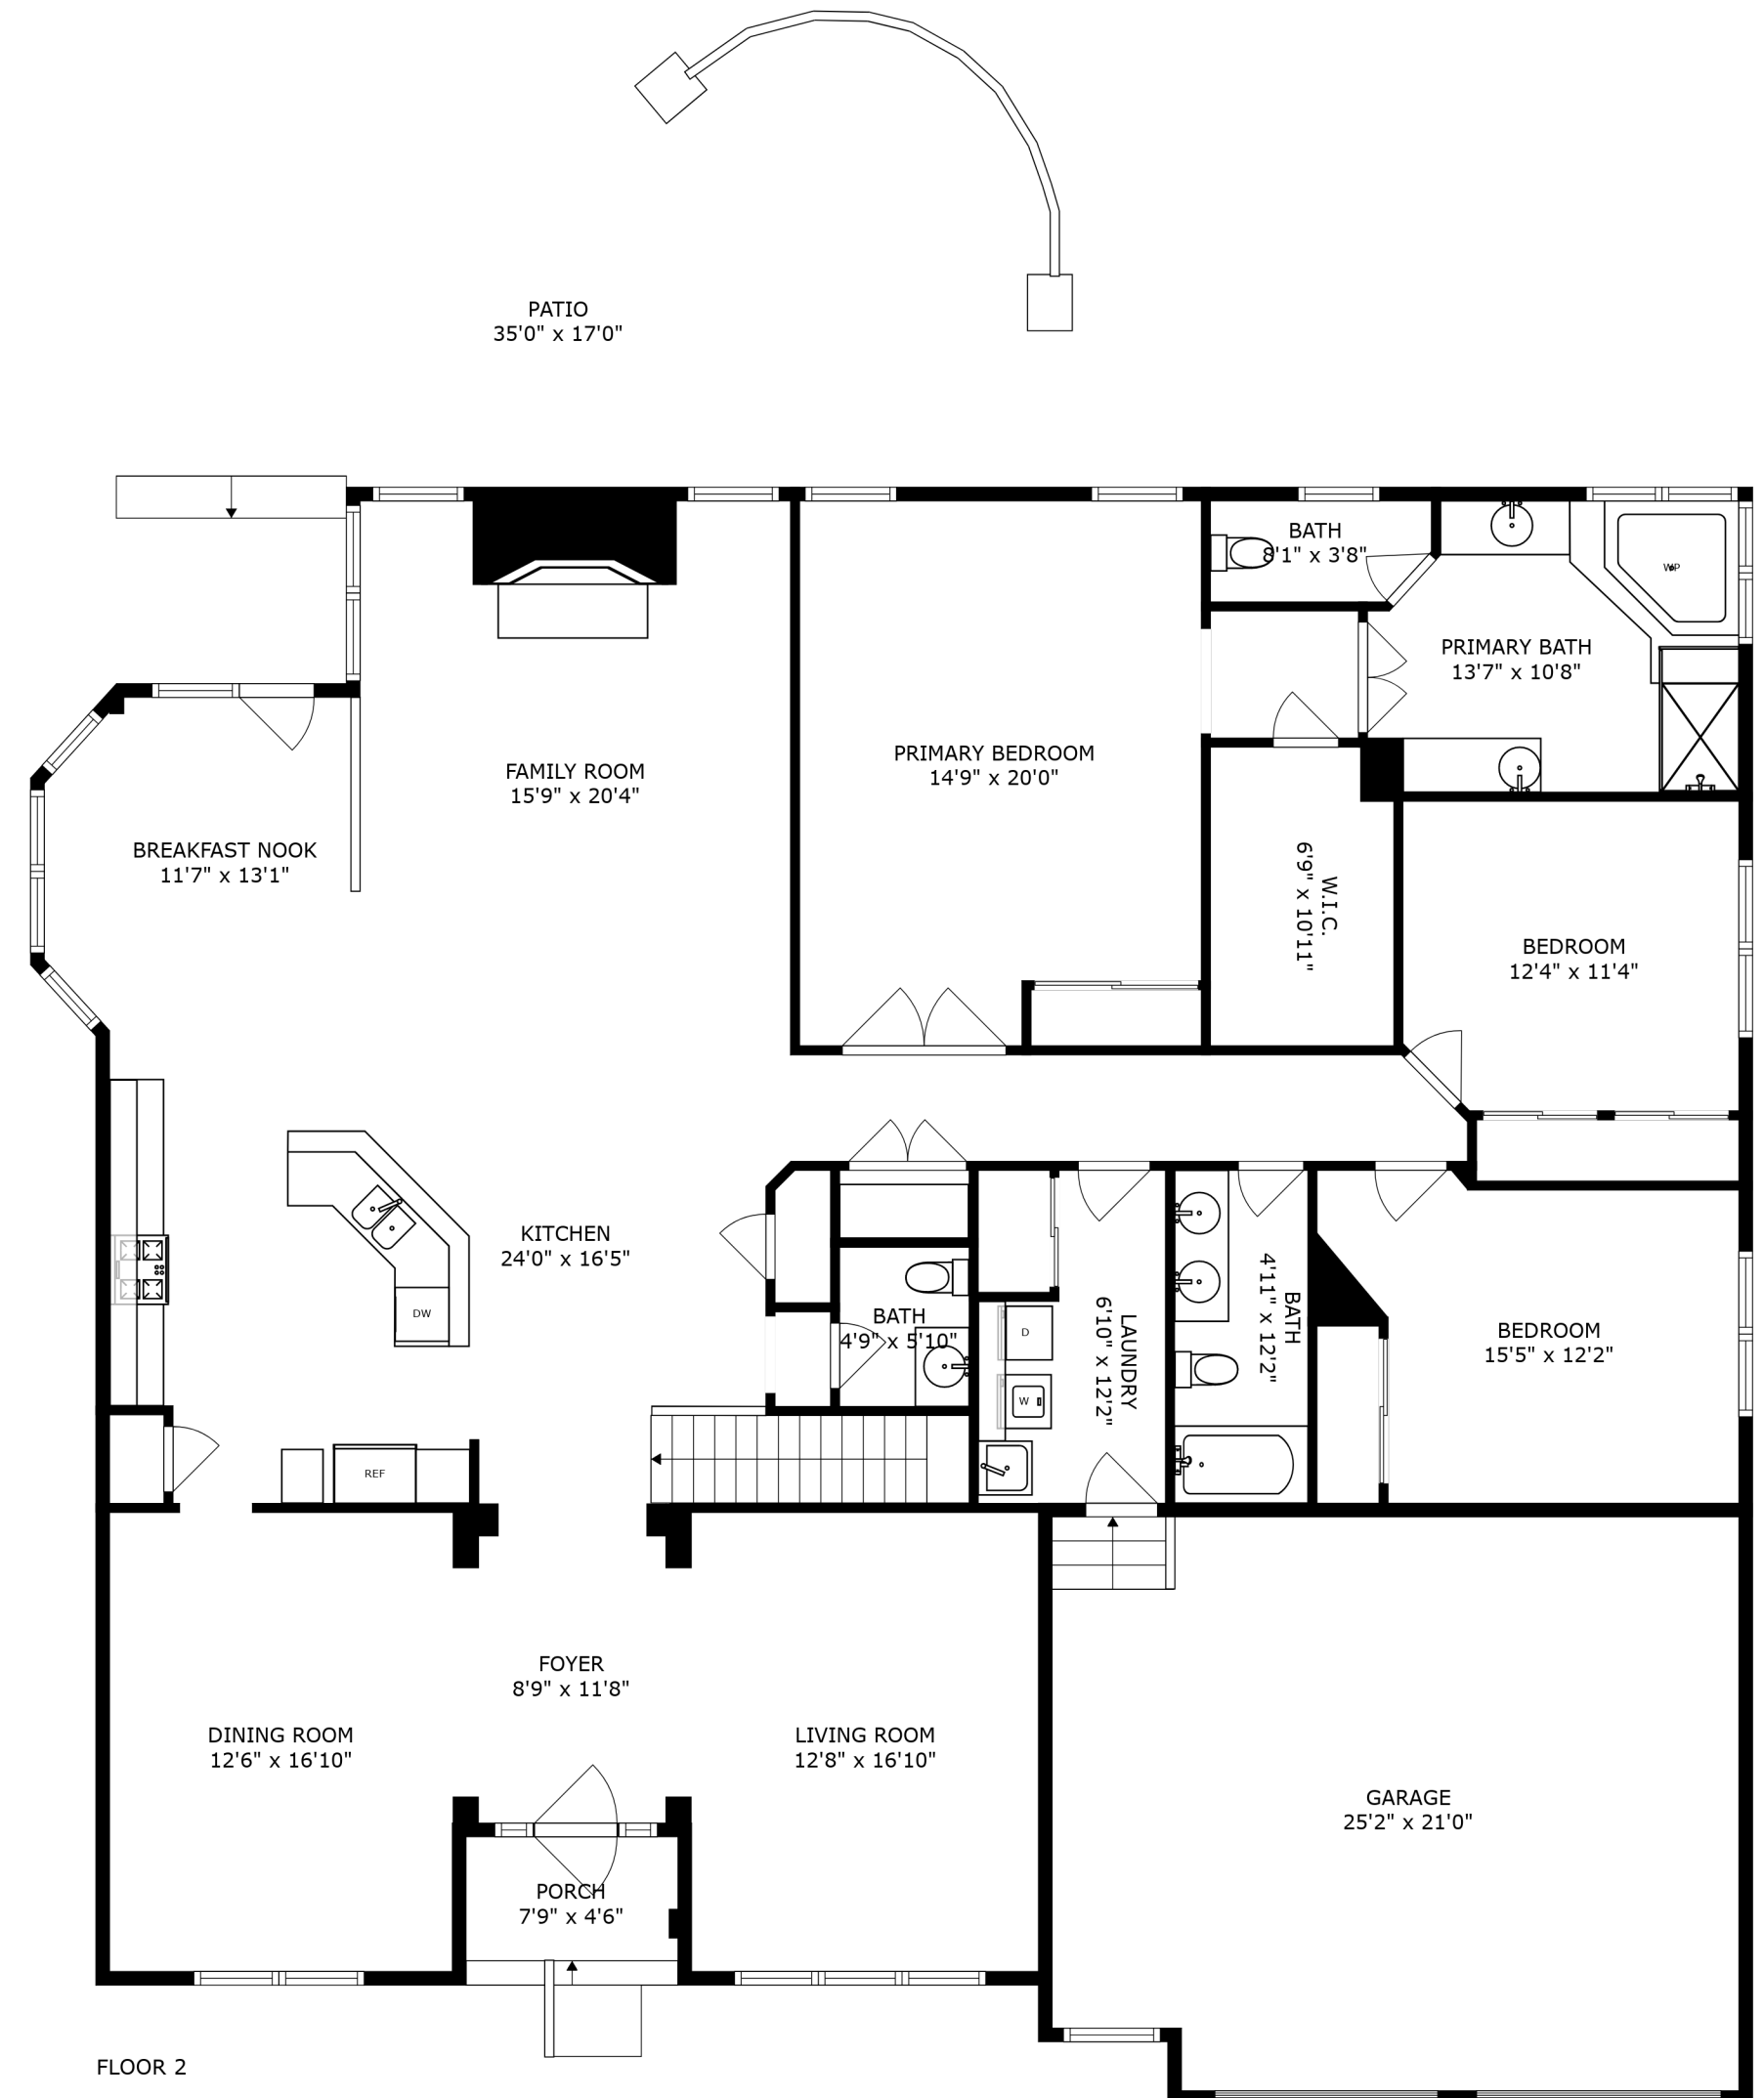 PATIO
35'0" x 17'0"
BATH
8'1" x 3'8"
WP
PRIMARY BATH
13'7" x 10'8"
PRIMARY BEDROOM
14'9" x 20'0"
FAMILY ROOM
15'9" x 20'4"
BREAKFAST NOOK
11'7" x 13'1"
W.I.C.
6'9" x 10'11"
BEDROOM
12'4" x 11'4"
KITCHEN
24'0" x 16'5"
DW
BATH
4'9" x 5'10"
D
W
LAUNDRY
6'10" x 12'2"
BATH
4'11" x 12'2"
BEDROOM
15'5" x 12'2"
REF
FOYER
8'9" x 11'8"
DINING ROOM
12'6" x 16'10"
LIVING ROOM
12'8" x 16'10"
GARAGE
25'2" x 21'0"
PORCH
7'9" x 4'6"
FLOOR 2